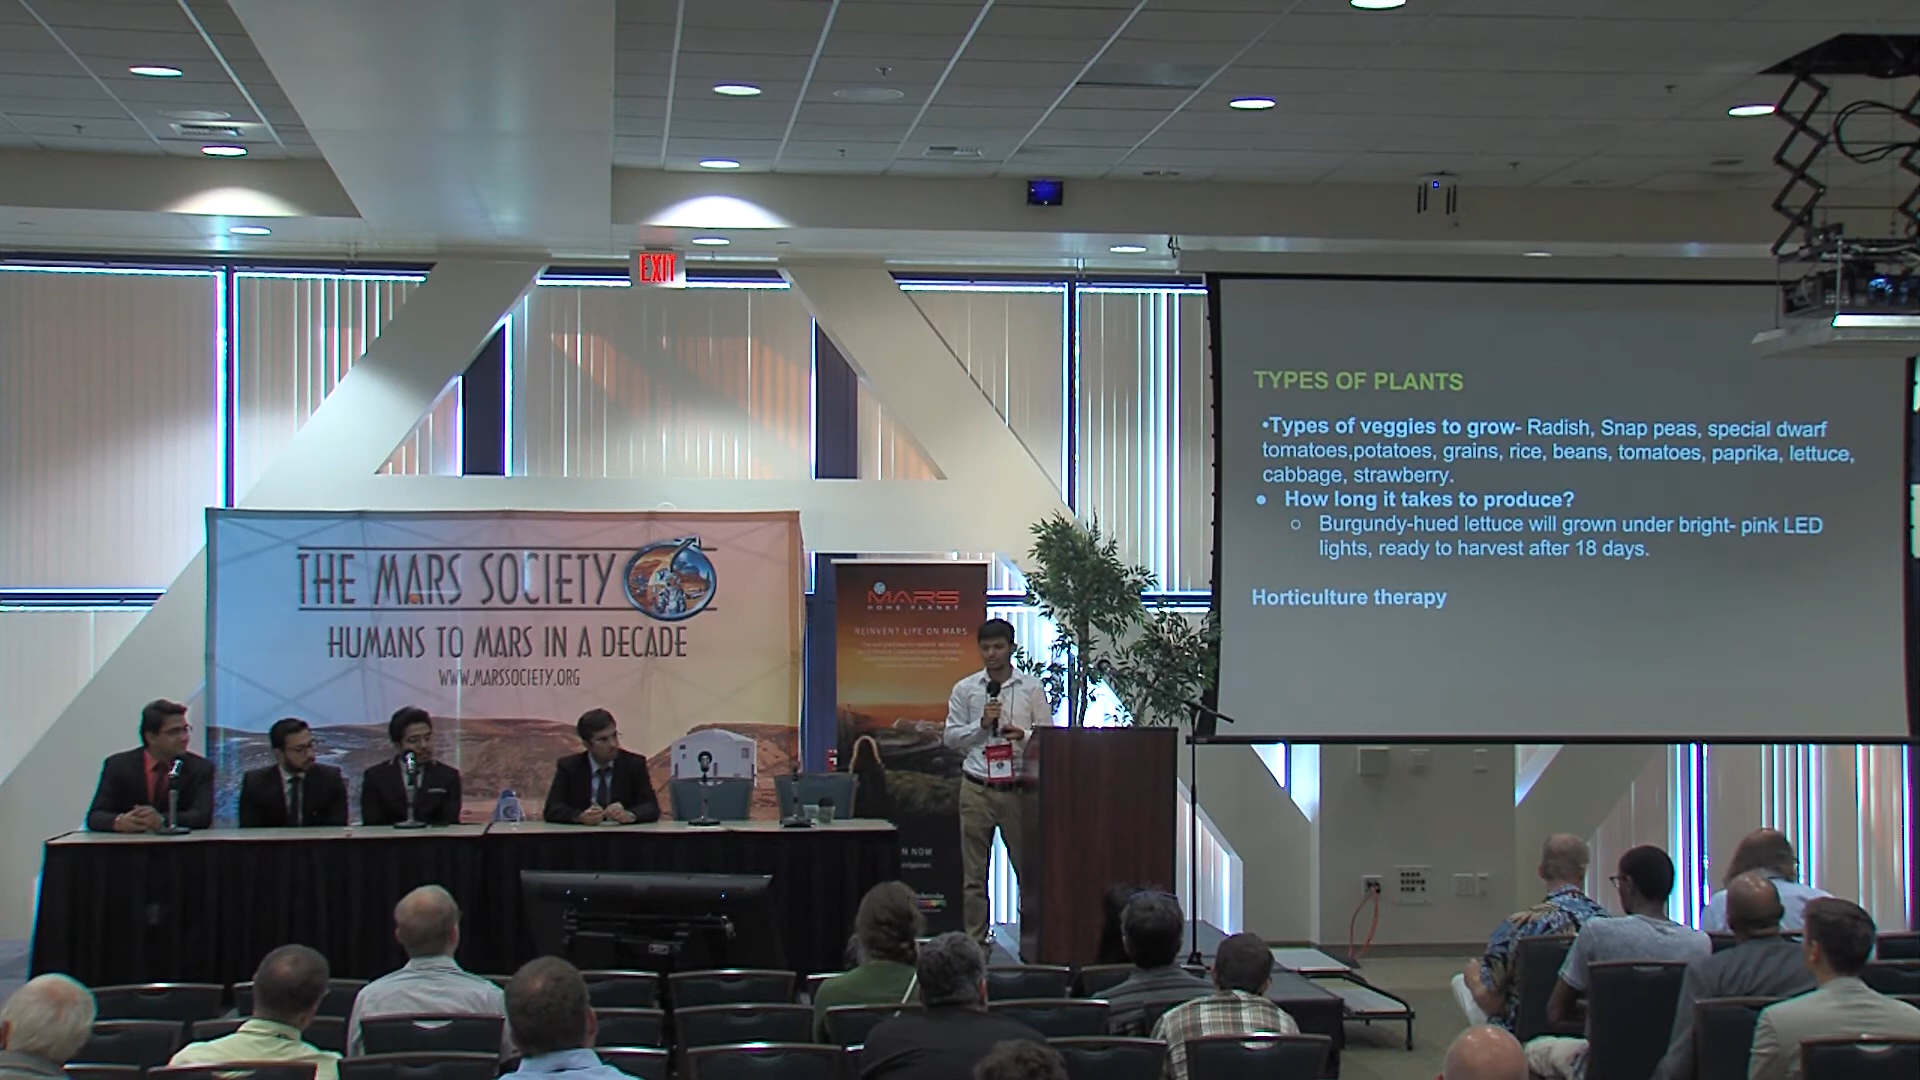 EXIT
TYPES OF PLANTS
•Types of veggies to grow- Radish, Snap peas, special dwarf
tomatoes,potatoes, grains, rice, beans, tomatoes, paprika, lettuce,
cabbage, strawberry.
● How long it takes to produce?
○ Burgundy-hued lettuce will grown under bright- pink LED
lights, ready to harvest after 18 days.
Horticulture therapy
THE MARS SOCIETY
HUMANS TO MARS IN A DECADE
WWW.MARSSOCIETY.ORG
MARS
HOME PLANET
REINVENT LIFE ON MARS
NOW